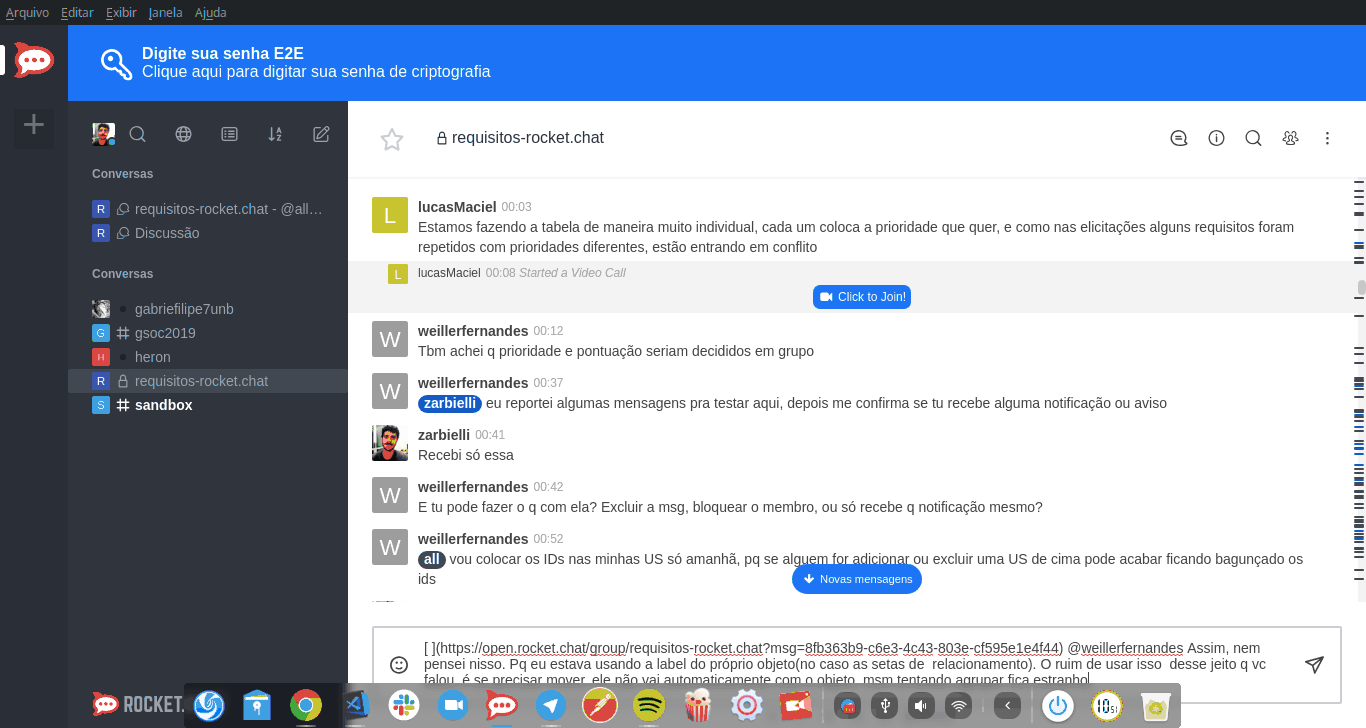 Arquivo Editar Exibir Janela Ajuda
Digite sua senha E2E
Clique aqui para digitar sua senha de criptografia
requisitos-rocket.chat
Conversas
R requisitos-rocket.chat - @all…
R Discussão
Conversas
gabriefilipe7unb
G gsoc2019
H heron
R requisitos-rocket.chat
S sandbox
L lucasMaciel 00:03
Estamos fazendo a tabela de maneira muito individual, cada um coloca a prioridade que quer, e como nas elicitações alguns requisitos foram
repetidos com prioridades diferentes, estão entrando em conflito
L lucasMaciel 00:08 Started a Video Call
Click to Join!
W weillerfernandes 00:12
Tbm achei q prioridade e pontuação seriam decididos em grupo
W weillerfernandes 00:37
zarbielli eu reportei algumas mensagens pra testar aqui, depois me confirma se tu recebe alguma notificação ou aviso
zarbielli 00:41
Recebi só essa
W weillerfernandes 00:42
E tu pode fazer o q com ela? Excluir a msg, bloquear o membro, ou só recebe q notificação mesmo?
W weillerfernandes 00:52
all vou colocar os IDs nas minhas US só amanhã, pq se alguem for adicionar ou excluir uma US de cima pode acabar ficando bagunçado os
ids
Novas mensagens
[ ](https://open.rocket.chat/group/requisitos-rocket.chat?msg=8fb363b9-c6e3-4c43-803e-cf595e1e4f44) @weillerfernandes Assim, nem
pensei nisso. Pq eu estava usando a label do próprio objeto(no caso as setas de  relacionamento). O ruim de usar isso  desse jeito q vc
falou, é se precisar mover, ele não vai automaticamente com o objeto, msm tentando agrupar fica estranho
ROCKET.